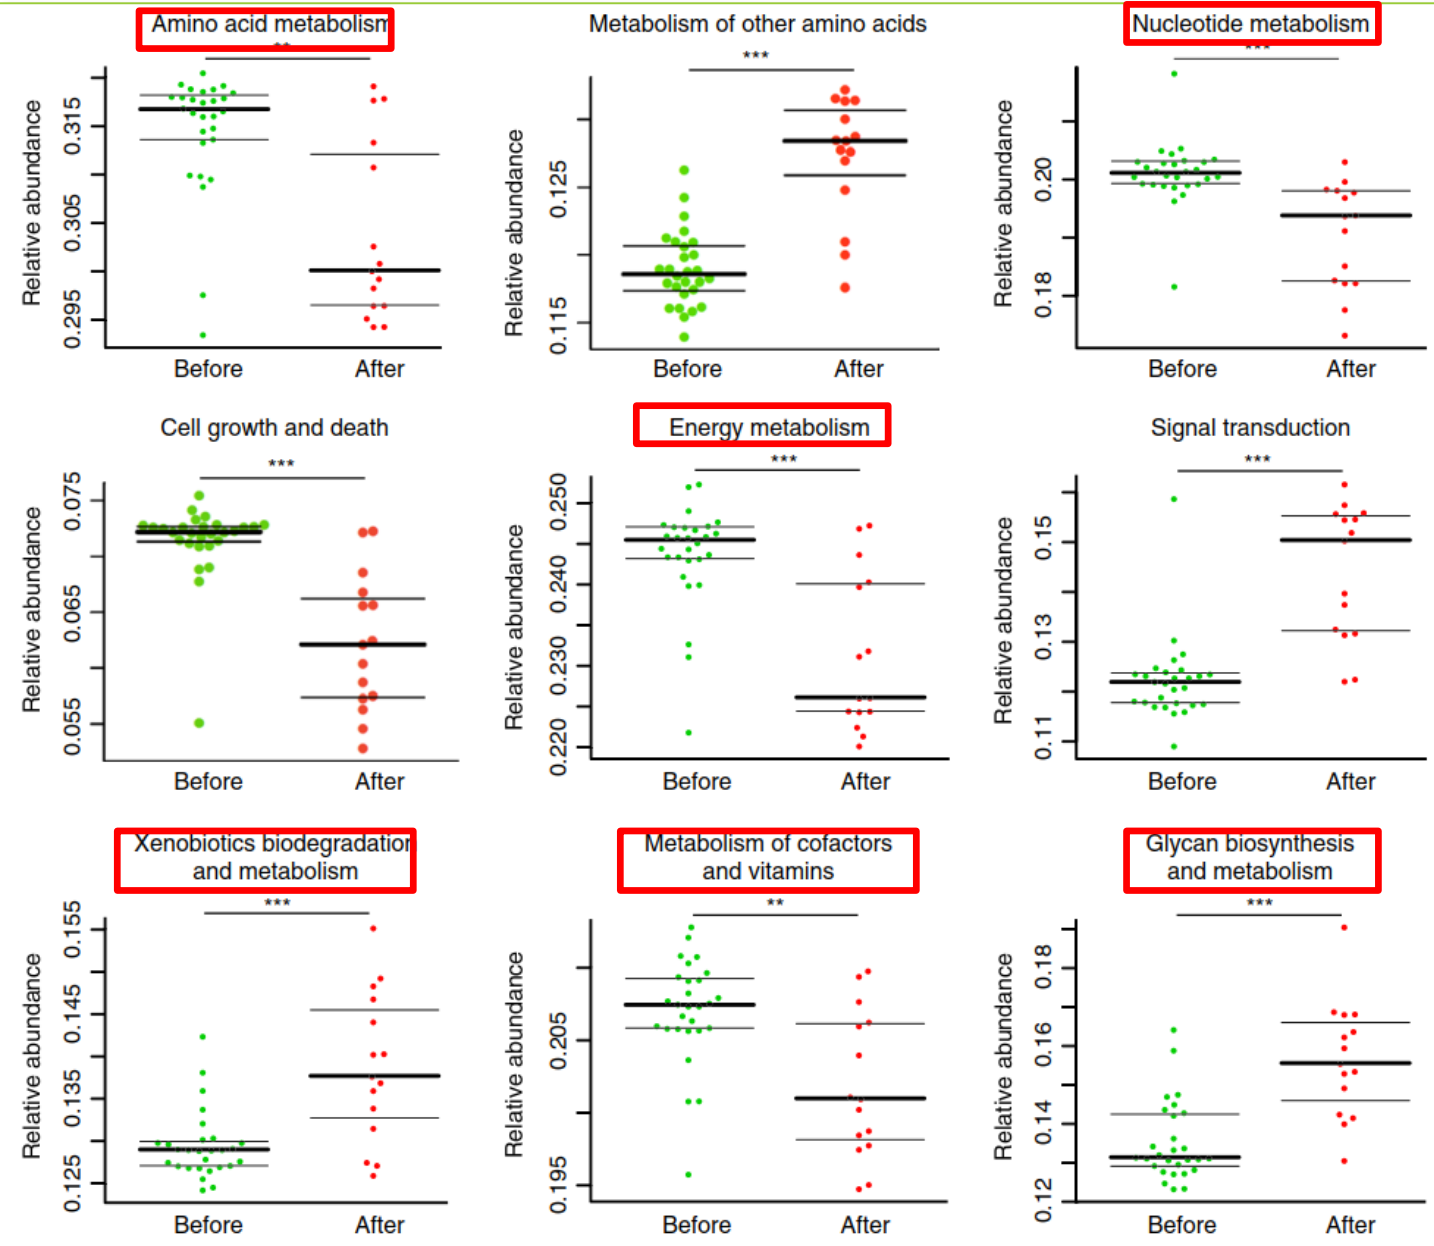 Amino acid metabolism
**
Relative abundance
0.315
0.305
0.295
Before
After
Metabolism of other amino acids
***
Relative abundance
0.125
0.115
Before
After
Nucleotide metabolism
***
Relative abundance
0.20
0.18
Before
After
Cell growth and death
***
Relative abundance
0.075
0.065
0.055
Before
After
Energy metabolism
***
Relative abundance
0.250
0.240
0.230
0.220
Before
After
Signal transduction
***
Relative abundance
0.15
0.13
0.11
Before
After
Xenobiotics biodegradation
and metabolism
***
Relative abundance
0.155
0.145
0.135
0.125
Before
After
Metabolism of cofactors
and vitamins
**
Relative abundance
0.205
0.195
Before
After
Glycan biosynthesis
and metabolism
***
Relative abundance
0.18
0.16
0.14
0.12
Before
After